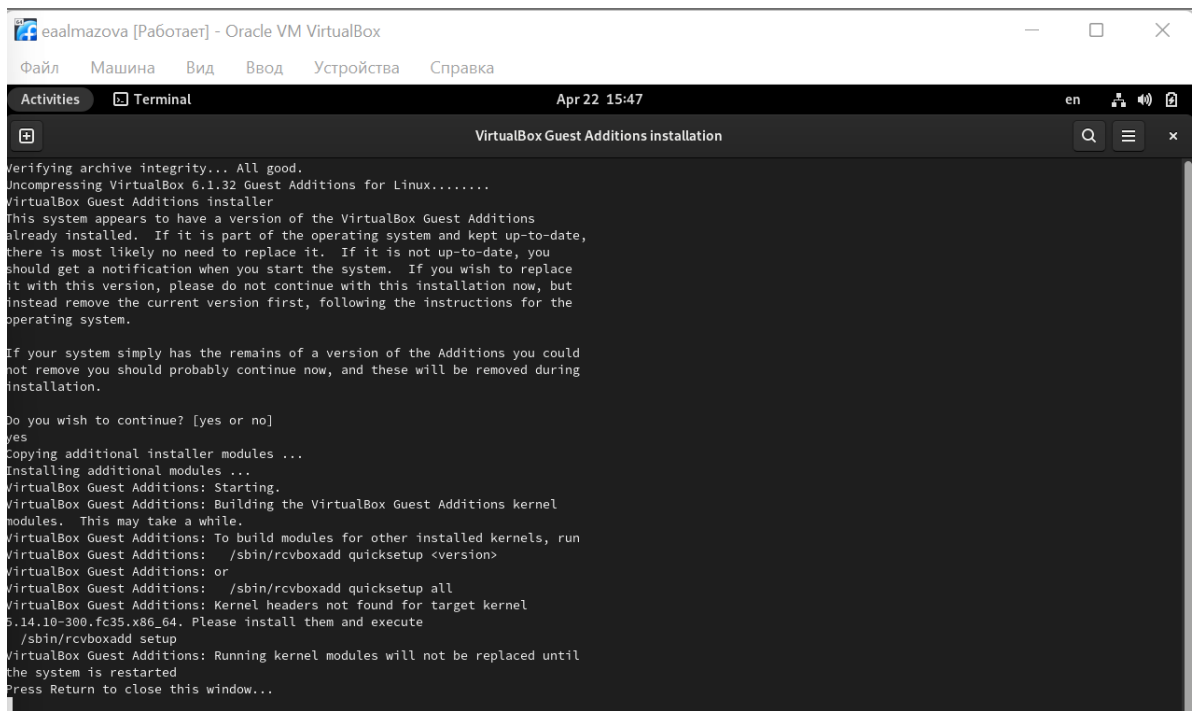 eaalmazova [Работает] - Oracle VM VirtualBox
Файл Машина Вид Ввод Устройства Справка
Activities Terminal Apr 22 15:47 en
VirtualBox Guest Additions installation
Verifying archive integrity... All good.
Uncompressing VirtualBox 6.1.32 Guest Additions for Linux........
VirtualBox Guest Additions installer
This system appears to have a version of the VirtualBox Guest Additions
already installed.  If it is part of the operating system and kept up-to-date,
there is most likely no need to replace it.  If it is not up-to-date, you
should get a notification when you start the system.  If you wish to replace
it with this version, please do not continue with this installation now, but
instead remove the current version first, following the instructions for the
operating system.
If your system simply has the remains of a version of the Additions you could
not remove you should probably continue now, and these will be removed during
installation.
Do you wish to continue? [yes or no]
yes
Copying additional installer modules ...
Installing additional modules ...
VirtualBox Guest Additions: Starting.
VirtualBox Guest Additions: Building the VirtualBox Guest Additions kernel
modules.  This may take a while.
VirtualBox Guest Additions: To build modules for other installed kernels, run
VirtualBox Guest Additions:   /sbin/rcvboxadd quicksetup <version>
VirtualBox Guest Additions: or
VirtualBox Guest Additions:   /sbin/rcvboxadd quicksetup all
VirtualBox Guest Additions: Kernel headers not found for target kernel
5.14.10-300.fc35.x86_64. Please install them and execute
  /sbin/rcvboxadd setup
VirtualBox Guest Additions: Running kernel modules will not be replaced until
the system is restarted
Press Return to close this window...